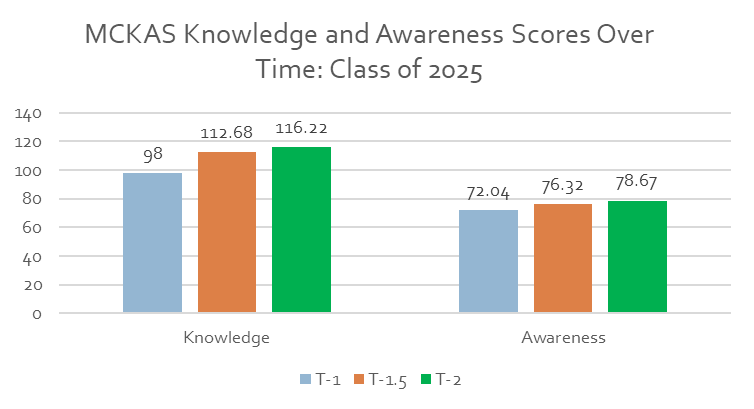 MCKAS Knowledge and Awareness Scores Over
Time: Class of 2025
140
120
100
80
60
40
20
0
98
112.68
116.22
72.04
76.32
78.67
Knowledge
Awareness
T-1
T-1.5
T-2